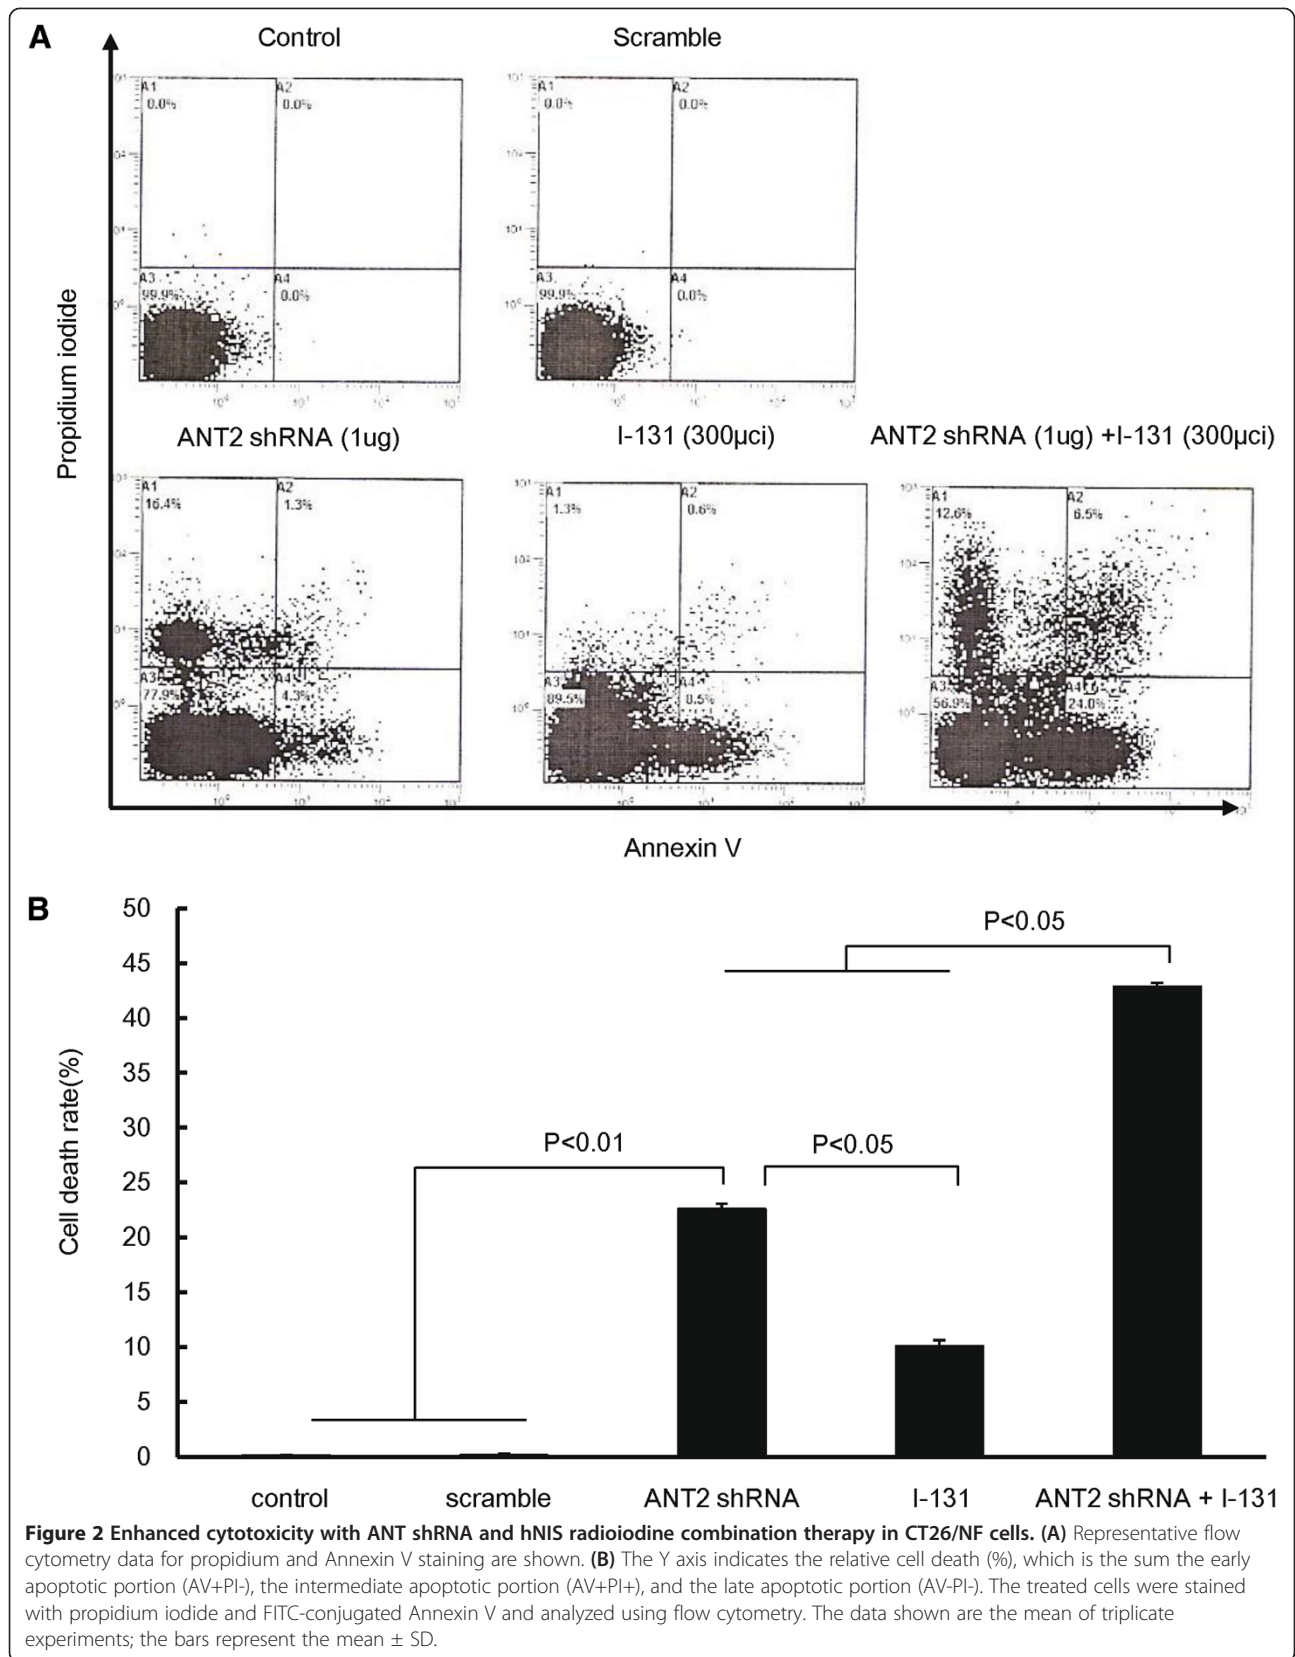 A
Control
Scramble
A1
0.0%
A2
0.0%
A3
99.9%
A4
0.0%
A1
0.0%
A2
0.0%
A3
99.9%
A4
0.0%
Propidium iodide
ANT2 shRNA (1ug)
I-131 (300µci)
ANT2 shRNA (1ug) +I-131 (300µci)
A1
16.4%
A2
1.3%
A3
77.9%
A4
4.3%
A1
1.3%
A2
0.6%
A3
89.5%
A4
8.5%
A1
12.6%
A2
6.5%
A3
56.9%
A4
24.0%
Annexin V
B
Cell death rate(%)
50
45
40
35
30
25
20
15
10
5
0
P<0.05
P<0.01
P<0.05
control
scramble
ANT2 shRNA
I-131
ANT2 shRNA + I-131
Figure 2 Enhanced cytotoxicity with ANT shRNA and hNIS radioiodine combination therapy in CT26/NF cells. (A) Representative flow
cytometry data for propidium and Annexin V staining are shown. (B) The Y axis indicates the relative cell death (%), which is the sum the early
apoptotic portion (AV+PI-), the intermediate apoptotic portion (AV+PI+), and the late apoptotic portion (AV-PI-). The treated cells were stained
with propidium iodide and FITC-conjugated Annexin V and analyzed using flow cytometry. The data shown are the mean of triplicate
experiments; the bars represent the mean ± SD.